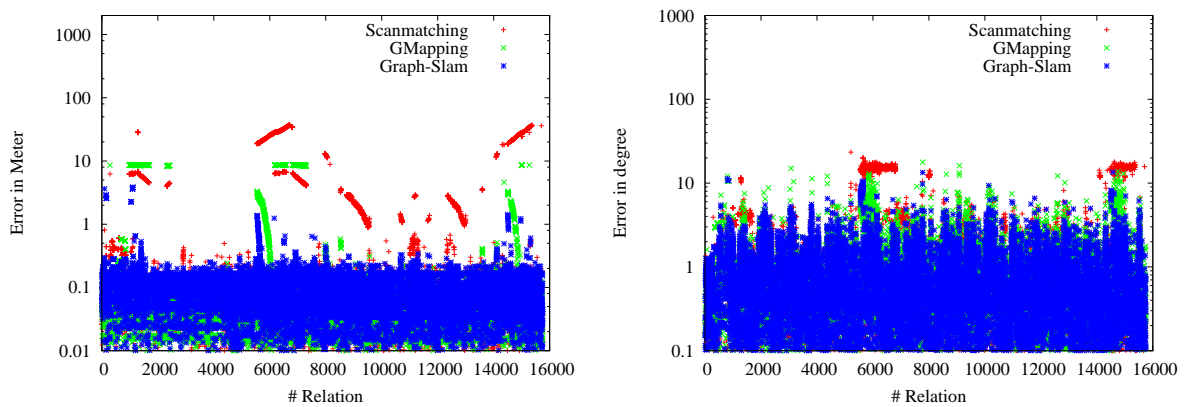 1000
100
10
1
0.1
0.01
0 2000 4000 6000 8000 10000 12000 14000 16000
Error in Meter
# Relation
Scanmatching
GMapping
Graph-Slam
1000
100
10
1
0.1
0 2000 4000 6000 8000 10000 12000 14000 16000
Error in degree
# Relation
Scanmatching
GMapping
Graph-Slam